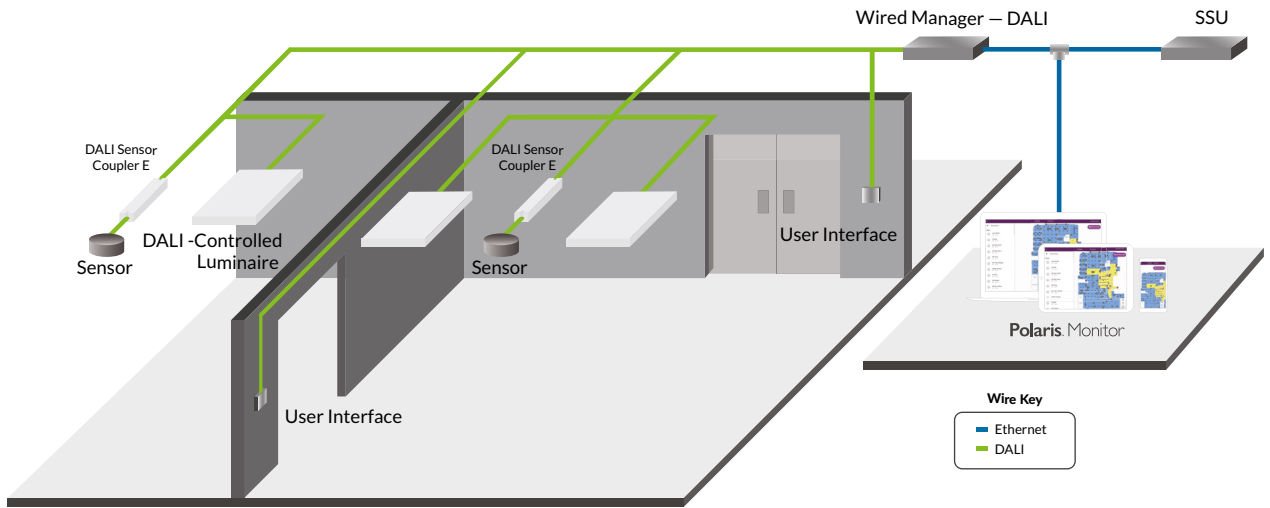 Wired Manager — DALI
SSU
DALI Sensor
Coupler E
DALI Sensor
Coupler E
Sensor
DALI -Controlled
Luminaire
Sensor
User Interface
User Interface
Polaris. Monitor
Wire Key
Ethernet
DALI